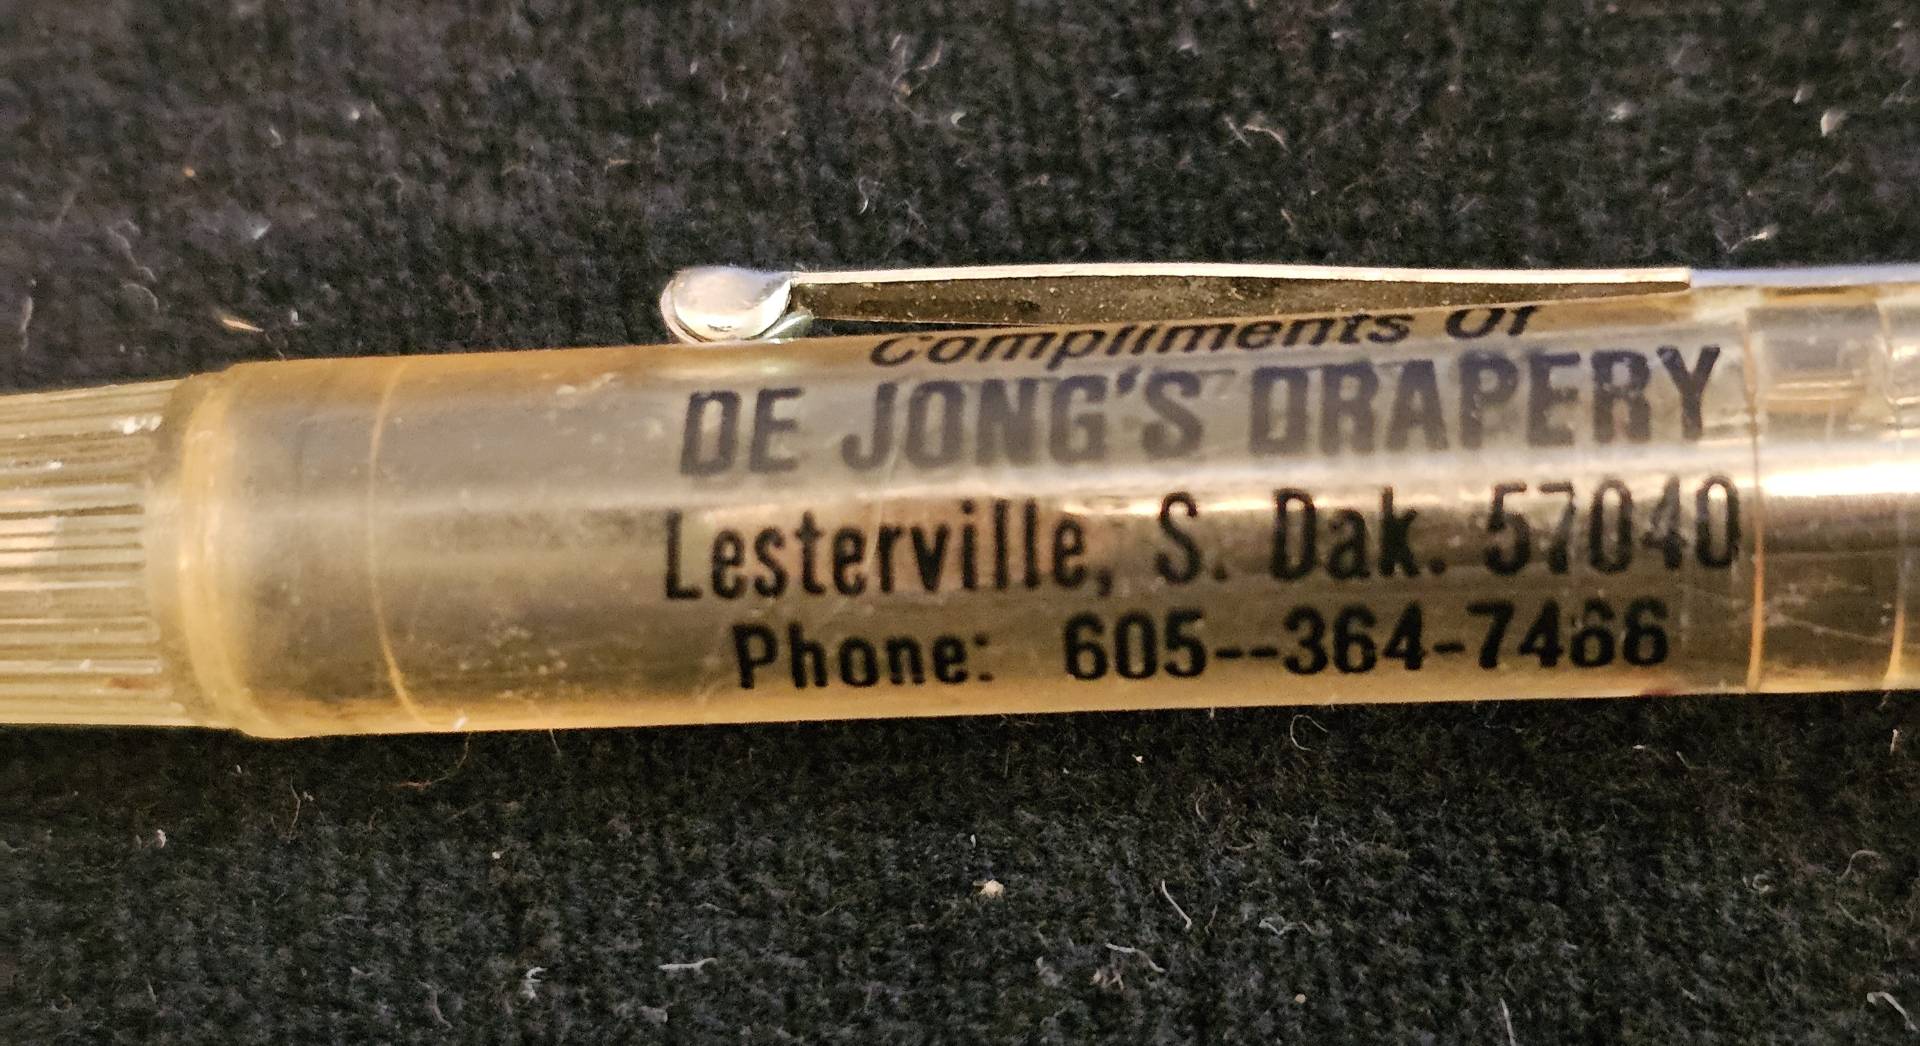 Compliments Of
DE JONG'S DRAPERY
Lesterville, S. Dak. 57040
Phone: 605--364-7466